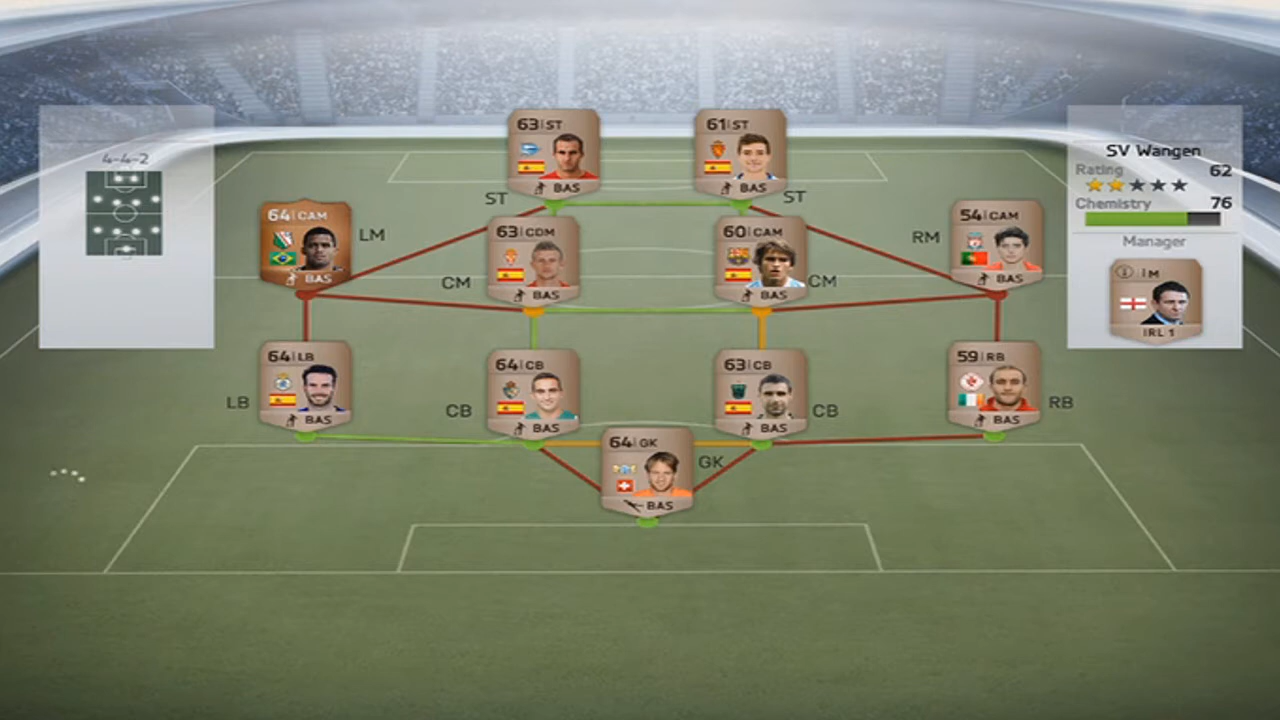 4-4-2
63 ST
BAS
61 ST
BAS
ST
ST
SV Wangen
Rating 62
Chemistry 76
Manager
IM
IRL 1
64 CAM
BAS
LM
63 CDM
BAS
CM
60 CAM
BAS
CM
54 CAM
BAS
RM
64 LB
BAS
LB
64 CB
BAS
CB
63 CB
BAS
CB
59 RB
BAS
RB
64 GK
BAS
GK